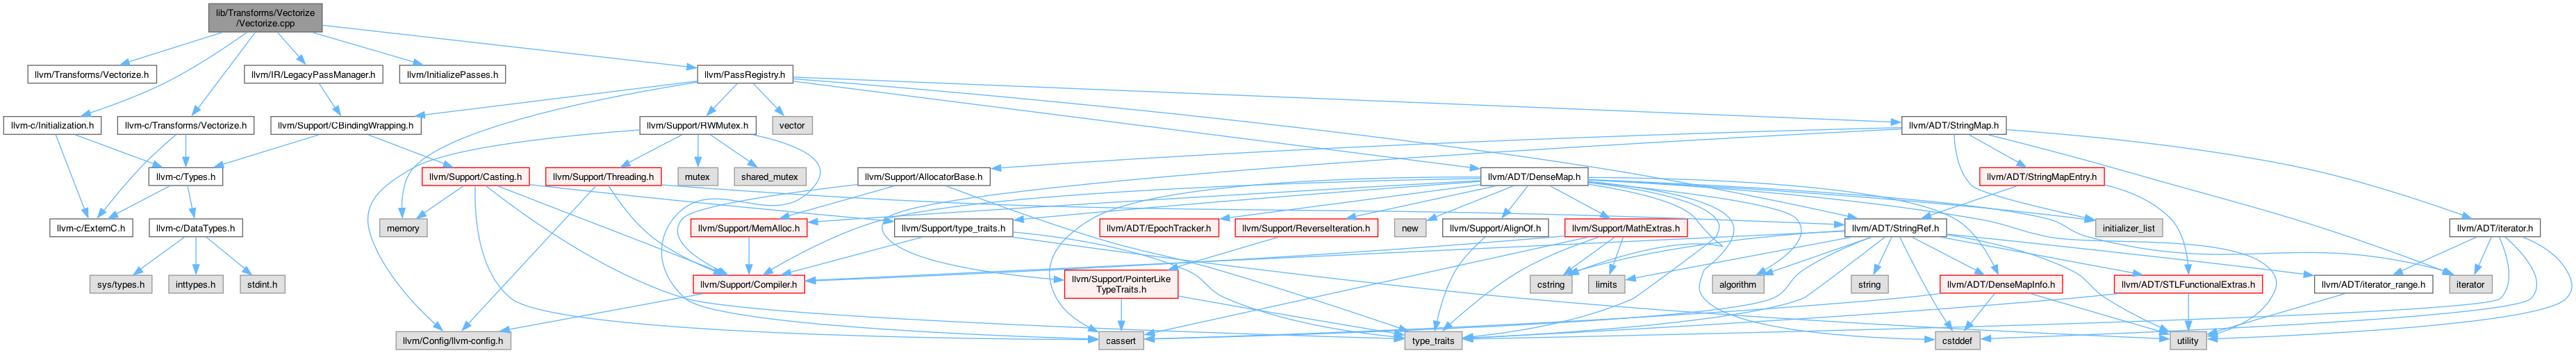 lib/Transforms/Vectorize
/Vectorize.cpp
llvm/Transforms/Vectorize.h
llvm/IR/LegacyPassManager.h
llvm/InitializePasses.h
llvm/PassRegistry.h
llvm-c/Initialization.h
llvm-c/Transforms/Vectorize.h
llvm/Support/CBindingWrapping.h
llvm/Support/RWMutex.h
vector
llvm/ADT/StringMap.h
llvm-c/Types.h
llvm/Support/Casting.h
llvm/Support/Threading.h
mutex
shared_mutex
llvm/Support/AllocatorBase.h
llvm/ADT/DenseMap.h
llvm/ADT/StringMapEntry.h
llvm-c/ExternC.h
llvm-c/DataTypes.h
memory
llvm/Support/MemAlloc.h
llvm/Support/type_traits.h
llvm/ADT/EpochTracker.h
llvm/Support/ReverseIteration.h
new
llvm/Support/AlignOf.h
llvm/Support/MathExtras.h
llvm/ADT/StringRef.h
initializer_list
llvm/ADT/iterator.h
sys/types.h
inttypes.h
stdint.h
llvm/Support/Compiler.h
llvm/Support/PointerLike
TypeTraits.h
cstring
limits
algorithm
string
llvm/ADT/DenseMapInfo.h
llvm/ADT/STLFunctionalExtras.h
llvm/ADT/iterator_range.h
iterator
llvm/Config/llvm-config.h
cassert
type_traits
cstddef
utility